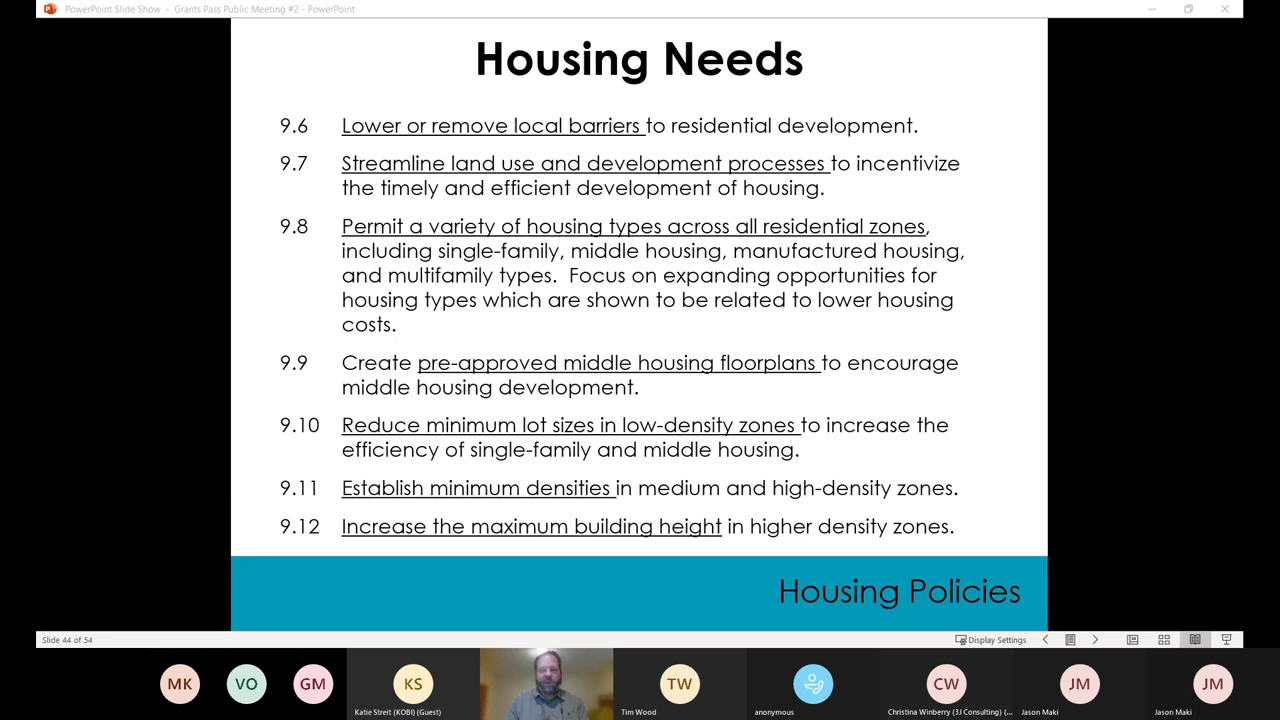 PowerPoint Slide Show - Grants Pass Public Meeting #2 - PowerPoint
Housing Needs
9.6 Lower or remove local barriers to residential development.
9.7 Streamline land use and development processes to incentivize
the timely and efficient development of housing.
9.8 Permit a variety of housing types across all residential zones,
including single-family, middle housing, manufactured housing,
and multifamily types. Focus on expanding opportunities for
housing types which are shown to be related to lower housing
costs.
9.9 Create pre-approved middle housing floorplans to encourage
middle housing development.
9.10 Reduce minimum lot sizes in low-density zones to increase the
efficiency of single-family and middle housing.
9.11 Establish minimum densities in medium and high-density zones.
9.12 Increase the maximum building height in higher density zones.
Housing Policies
Slide 44 of 54
Display Settings
MK VO GM KS TW CW JM JM
Katie Streit (KOBI) (Guest) Tim Wood anonymous Christina Winberry (3J Consulting) (... Jason Maki Jason Maki